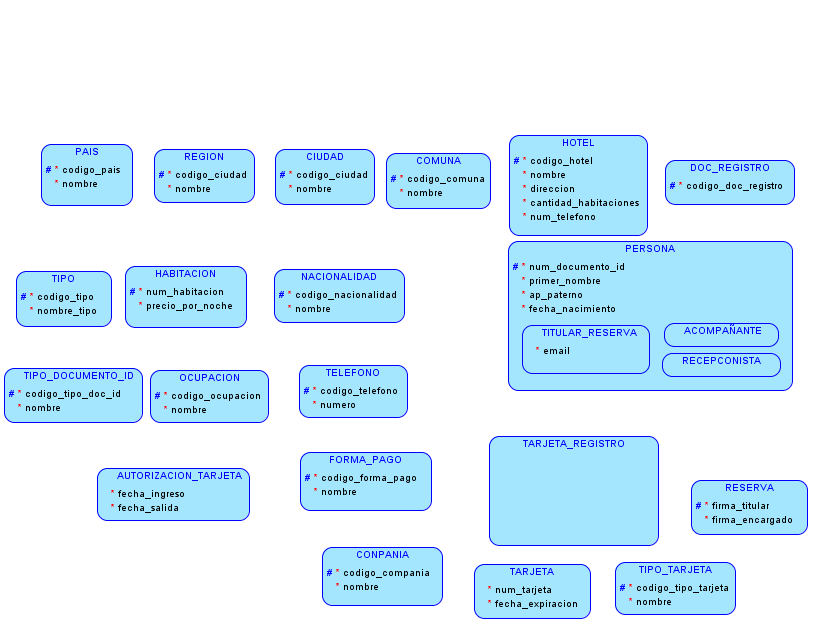 PAIS
# * codigo_pais
* nombre
REGION
# * codigo_ciudad
* nombre
CIUDAD
# * codigo_ciudad
* nombre
COMUNA
# * codigo_comuna
* nombre
HOTEL
# * codigo_hotel
* nombre
* direccion
* cantidad_habitaciones
* num_telefono
DOC_REGISTRO
# * codigo_doc_registro
TIPO
# * codigo_tipo
* nombre_tipo
HABITACION
# * num_habitacion
* precio_por_noche
NACIONALIDAD
# * codigo_nacionalidad
* nombre
PERSONA
# * num_documento_id
* primer_nombre
* ap_paterno
* fecha_nacimiento
TITULAR_RESERVA
* email
ACOMPAÑANTE
RECEPCONISTA
TIPO_DOCUMENTO_ID
# * codigo_tipo_doc_id
* nombre
OCUPACION
# * codigo_ocupacion
* nombre
TELEFONO
# * codigo_telefono
* numero
AUTORIZACION_TARJETA
* fecha_ingreso
* fecha_salida
FORMA_PAGO
# * codigo_forma_pago
* nombre
TARJETA_REGISTRO
RESERVA
# * firma_titular
* firma_encargado
CONPANIA
# * codigo_compania
* nombre
TARJETA
* num_tarjeta
* fecha_expiracion
TIPO_TARJETA
# * codigo_tipo_tarjeta
* nombre